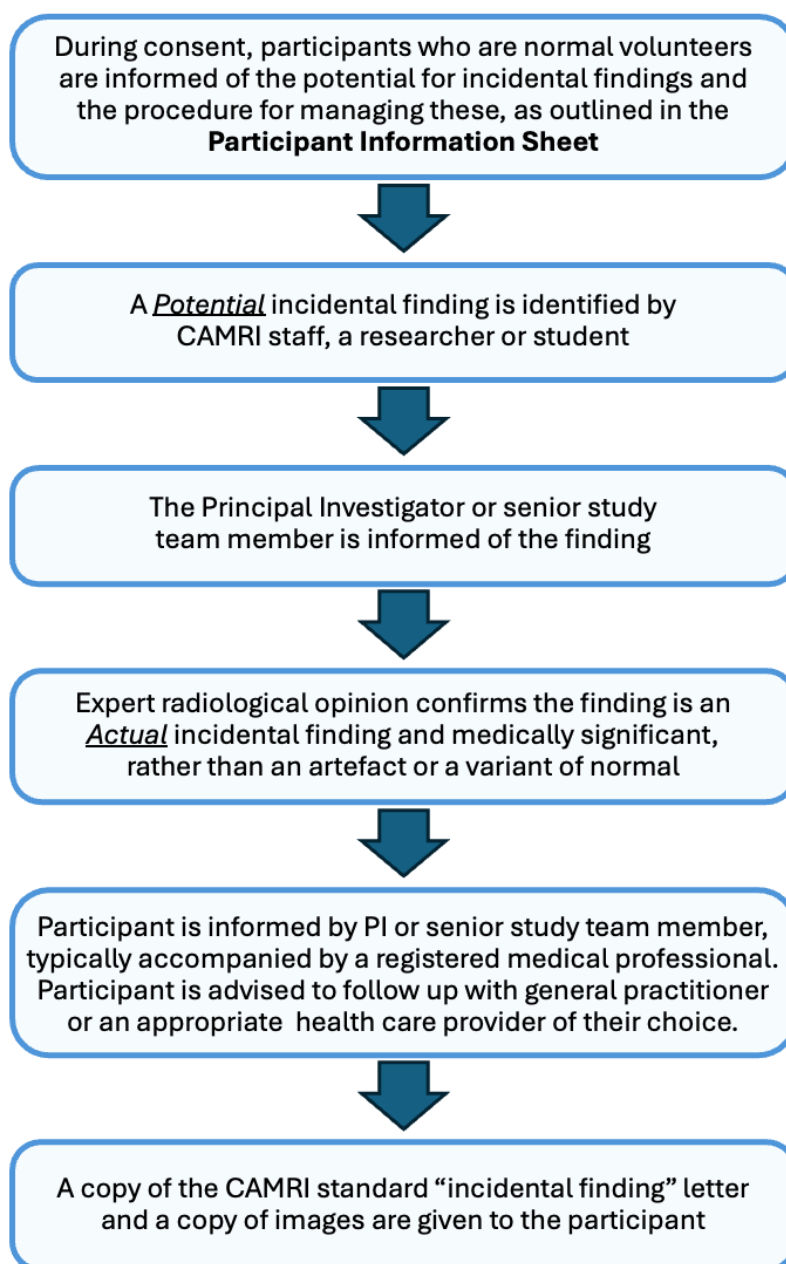 During consent, participants who are normal volunteers
are informed of the potential for incidental findings and
the procedure for managing these, as outlined in the
Participant Information Sheet
A Potential incidental finding is identified by
CAMRI staff, a researcher or student
The Principal Investigator or senior study
team member is informed of the finding
Expert radiological opinion confirms the finding is an
Actual incidental finding and medically significant,
rather than an artefact or a variant of normal
Participant is informed by PI or senior study team member,
typically accompanied by a registered medical professional.
Participant is advised to follow up with general practitioner
or an appropriate health care provider of their choice.
A copy of the CAMRI standard “incidental finding” letter
and a copy of images are given to the participant